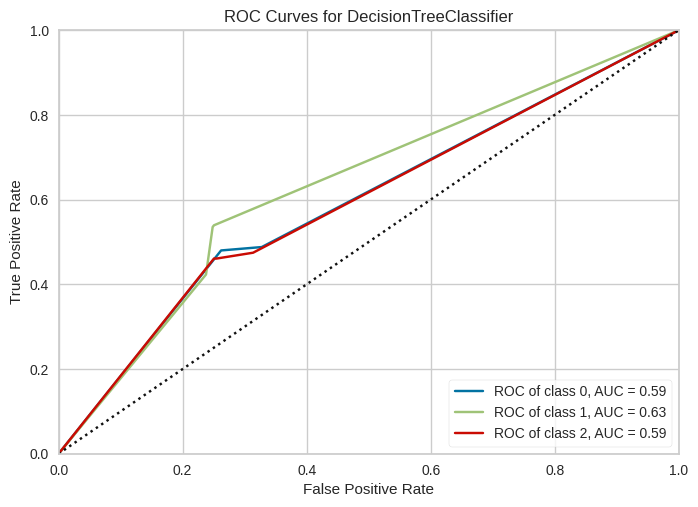 ROC Curves for DecisionTreeClassifier
True Positive Rate
1.0
0.8
0.6
0.4
0.2
0.0
ROC of class 0, AUC = 0.59
ROC of class 1, AUC = 0.63
ROC of class 2, AUC = 0.59
0.0 0.2 0.4 0.6 0.8 1.0
False Positive Rate